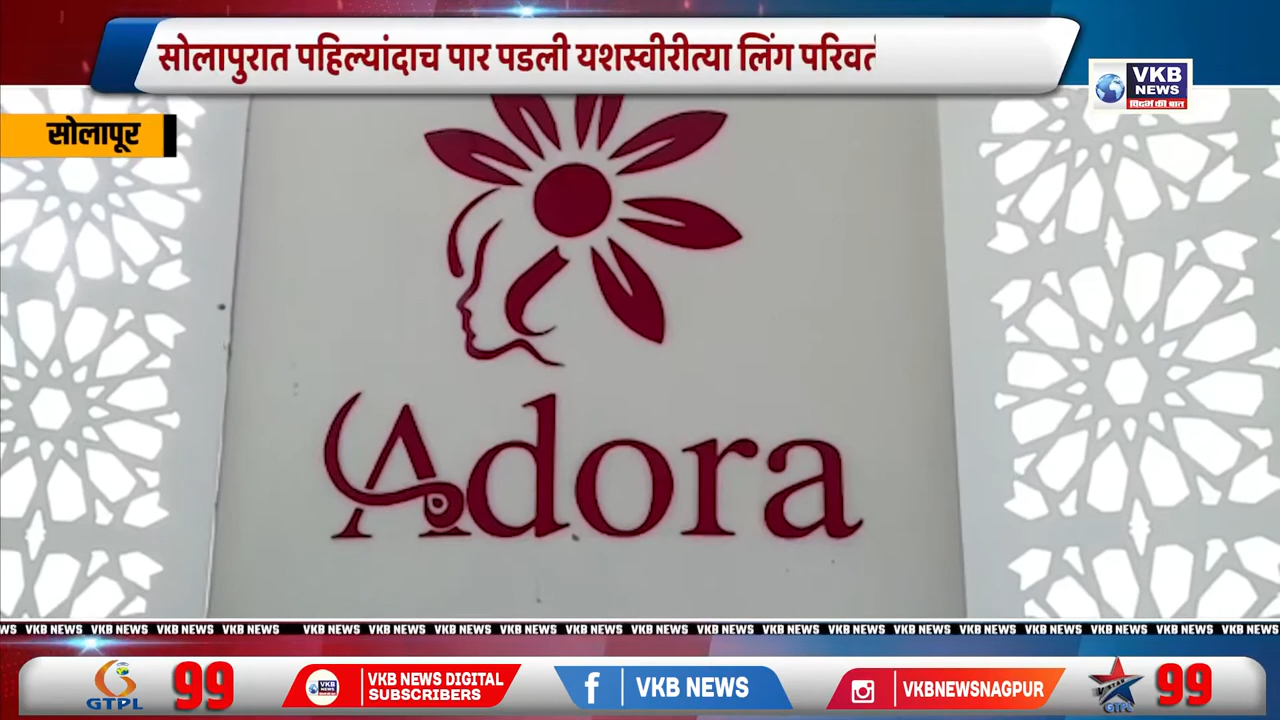 सोलापुरात पहिल्यांदाच पार पडली यशस्वीरीत्या लिंग परिवर्त
VKB
NEWS
विदर्भ की बात
सोलापूर
Adora
WS VKB NEWS VKB NEWS VKB NEWS VKB NEWS VKB NEWS VKB NEWS VKB NEWS VKB NEWS VKB NEWS VKB NEWS VKB NEWS VKB NEWS VKB NEWS VKB NEWS VKB NEWS VKB NEWS VKB NEWS VKB NEWS VKB NEWS
GTPL
99
VKB NEWS DIGITAL
SUBSCRIBERS
VKB NEWS
VKBNEWSNAGPUR
V STAR
GTPL
99